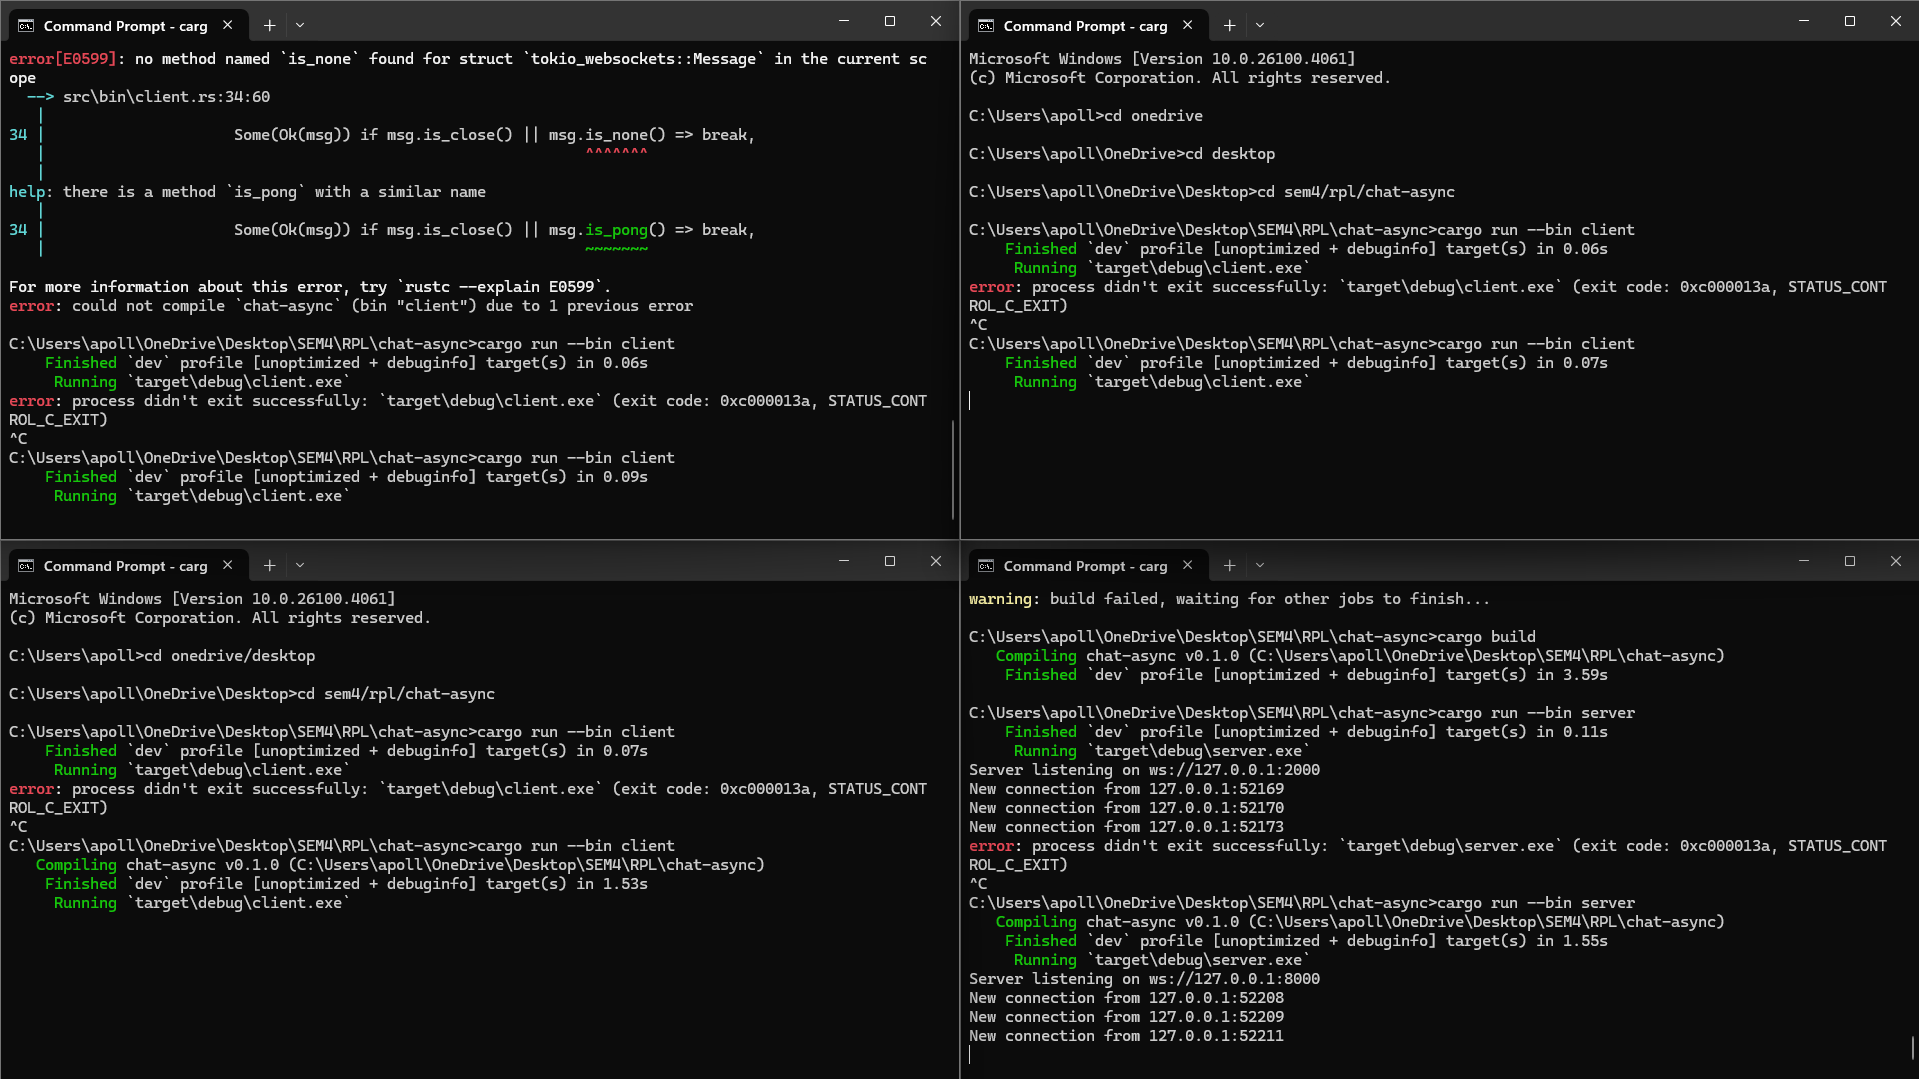 Command Prompt - carg
error[E0599]: no method named `is_none` found for struct `tokio_websockets::Message` in the current sc
ope
  --> src\bin\client.rs:34:60
   |
34 |                     Some(Ok(msg)) if msg.is_close() || msg.is_none() => break,
   |                                                            ^^^^^^^
   |
help: there is a method `is_pong` with a similar name
   |
34 |                     Some(Ok(msg)) if msg.is_close() || msg.is_pong() => break,
   |                                                            ~~~~~~~
For more information about this error, try `rustc --explain E0599`.
error: could not compile `chat-async` (bin "client") due to 1 previous error
C:\Users\apoll\OneDrive\Desktop\SEM4\RPL\chat-async>cargo run --bin client
    Finished `dev` profile [unoptimized + debuginfo] target(s) in 0.06s
     Running `target\debug\client.exe`
error: process didn't exit successfully: `target\debug\client.exe` (exit code: 0xc000013a, STATUS_CONT
ROL_C_EXIT)
^C
C:\Users\apoll\OneDrive\Desktop\SEM4\RPL\chat-async>cargo run --bin client
    Finished `dev` profile [unoptimized + debuginfo] target(s) in 0.09s
     Running `target\debug\client.exe`
Command Prompt - carg
Microsoft Windows [Version 10.0.26100.4061]
(c) Microsoft Corporation. All rights reserved.
C:\Users\apoll>cd onedrive
C:\Users\apoll\OneDrive>cd desktop
C:\Users\apoll\OneDrive\Desktop>cd sem4/rpl/chat-async
C:\Users\apoll\OneDrive\Desktop\SEM4\RPL\chat-async>cargo run --bin client
    Finished `dev` profile [unoptimized + debuginfo] target(s) in 0.06s
     Running `target\debug\client.exe`
error: process didn't exit successfully: `target\debug\client.exe` (exit code: 0xc000013a, STATUS_CONT
ROL_C_EXIT)
^C
C:\Users\apoll\OneDrive\Desktop\SEM4\RPL\chat-async>cargo run --bin client
    Finished `dev` profile [unoptimized + debuginfo] target(s) in 0.07s
     Running `target\debug\client.exe`
Command Prompt - carg
Microsoft Windows [Version 10.0.26100.4061]
(c) Microsoft Corporation. All rights reserved.
C:\Users\apoll>cd onedrive/desktop
C:\Users\apoll\OneDrive\Desktop>cd sem4/rpl/chat-async
C:\Users\apoll\OneDrive\Desktop\SEM4\RPL\chat-async>cargo run --bin client
    Finished `dev` profile [unoptimized + debuginfo] target(s) in 0.07s
     Running `target\debug\client.exe`
error: process didn't exit successfully: `target\debug\client.exe` (exit code: 0xc000013a, STATUS_CONT
ROL_C_EXIT)
^C
C:\Users\apoll\OneDrive\Desktop\SEM4\RPL\chat-async>cargo run --bin client
   Compiling chat-async v0.1.0 (C:\Users\apoll\OneDrive\Desktop\SEM4\RPL\chat-async)
    Finished `dev` profile [unoptimized + debuginfo] target(s) in 1.53s
     Running `target\debug\client.exe`
Command Prompt - carg
warning: build failed, waiting for other jobs to finish...
C:\Users\apoll\OneDrive\Desktop\SEM4\RPL\chat-async>cargo build
   Compiling chat-async v0.1.0 (C:\Users\apoll\OneDrive\Desktop\SEM4\RPL\chat-async)
    Finished `dev` profile [unoptimized + debuginfo] target(s) in 3.59s
C:\Users\apoll\OneDrive\Desktop\SEM4\RPL\chat-async>cargo run --bin server
    Finished `dev` profile [unoptimized + debuginfo] target(s) in 0.11s
     Running `target\debug\server.exe`
Server listening on ws://127.0.0.1:2000
New connection from 127.0.0.1:52169
New connection from 127.0.0.1:52170
New connection from 127.0.0.1:52173
error: process didn't exit successfully: `target\debug\server.exe` (exit code: 0xc000013a, STATUS_CONT
ROL_C_EXIT)
^C
C:\Users\apoll\OneDrive\Desktop\SEM4\RPL\chat-async>cargo run --bin server
   Compiling chat-async v0.1.0 (C:\Users\apoll\OneDrive\Desktop\SEM4\RPL\chat-async)
    Finished `dev` profile [unoptimized + debuginfo] target(s) in 1.55s
     Running `target\debug\server.exe`
Server listening on ws://127.0.0.1:8000
New connection from 127.0.0.1:52208
New connection from 127.0.0.1:52209
New connection from 127.0.0.1:52211